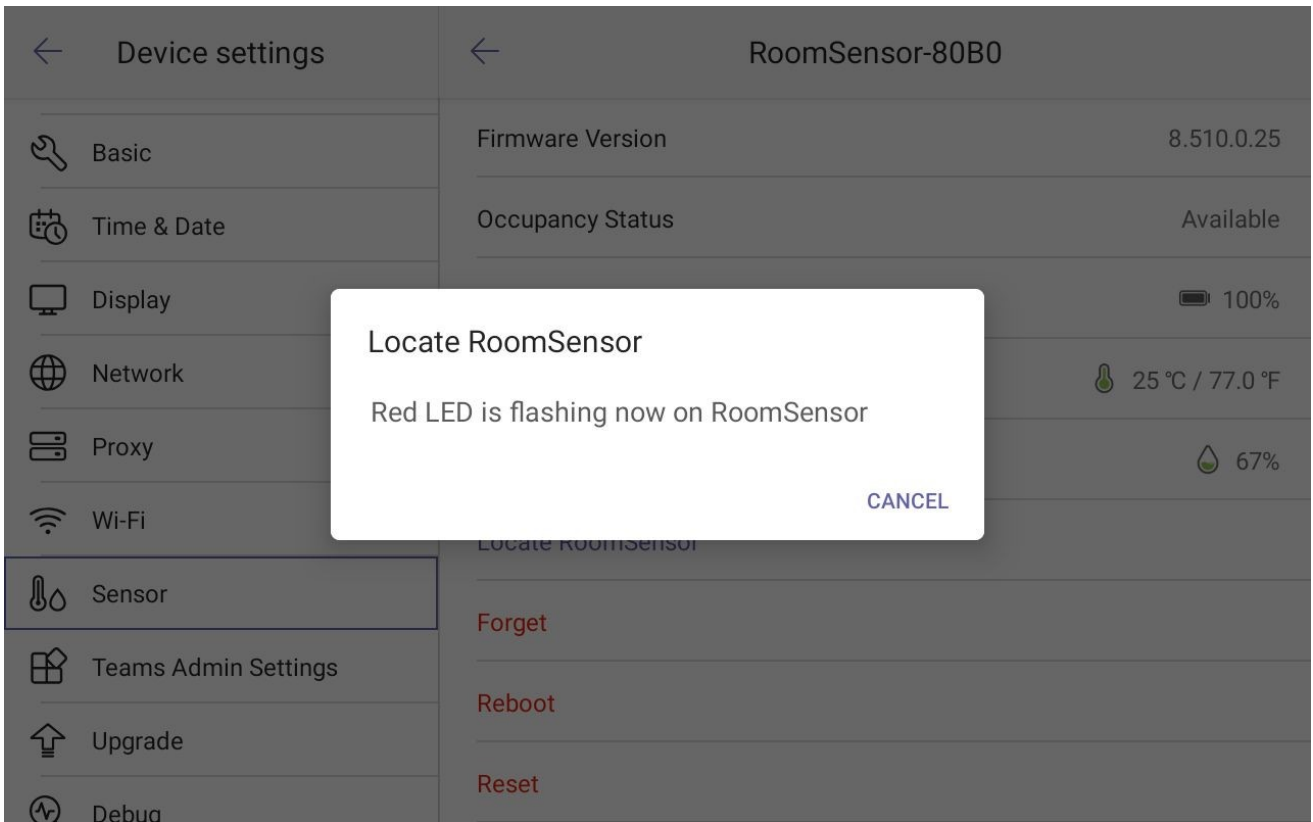 Device settings
RoomSensor-80B0
Basic
Time & Date
Display
Network
Proxy
Wi-Fi
Sensor
Teams Admin Settings
Upgrade
Debug
Firmware Version
8.510.0.25
Occupancy Status
Available
100%
25 ℃ / 77.0 ℉
67%
Locate RoomSensor
Forget
Reboot
Reset
Locate RoomSensor
Red LED is flashing now on RoomSensor
CANCEL